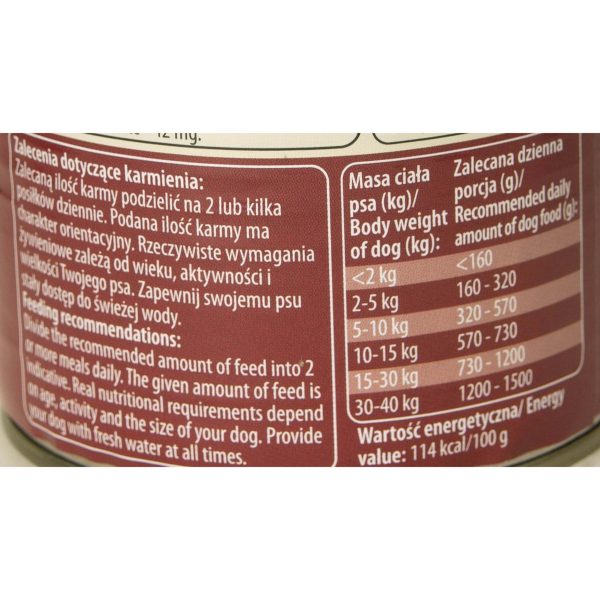 12 mg.
Zalecenia dotyczące karmienia:
Zalecaną ilość karmy podzielić na 2 lub kilka
posiłków dziennie. Podana ilość karmy ma
charakter orientacyjny. Rzeczywiste wymagania
żywieniowe zależą od wieku, aktywności i
wielkości Twojego psa. Zapewnij swojemu psu
stały dostęp do świeżej wody.
Feeding recommendations:
Divide the recommended amount of feed into 2
or more meals daily. The given amount of feed is
indicative. Real nutritional requirements depend
on age, activity and the size of your dog. Provide
your dog with fresh water at all times.
Masa ciała
psa (kg)/
Body weight
of dog (kg):
Zalecana dzienna
porcja (g)/
Recommended daily
amount of dog food (g):
<2 kg <160
2-5 kg 160 - 320
5-10 kg 320 - 570
10-15 kg 570 - 730
15-30 kg 730 - 1200
30-40 kg 1200 - 1500
Wartość energetyczna/ Energy
value: 114 kcal/100 g